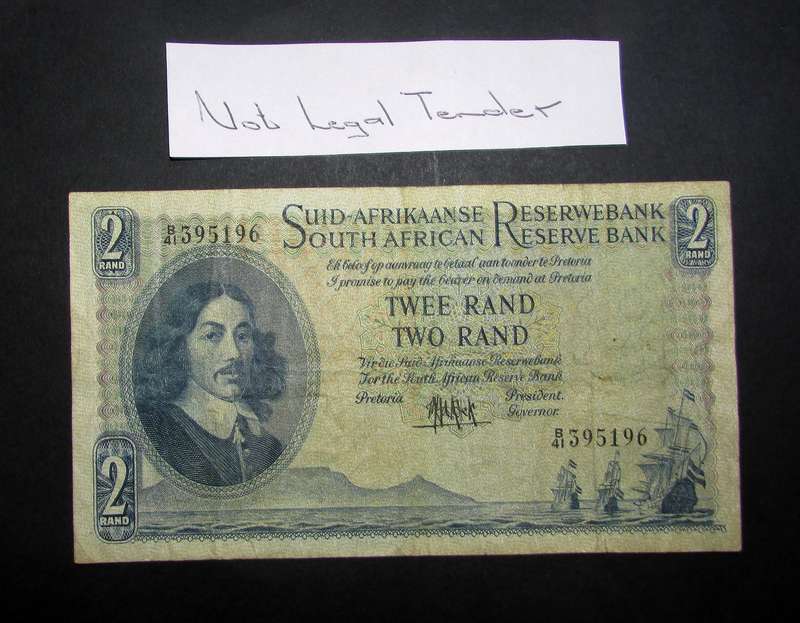 Not Legal Tender
2 RAND
B/41 395196
SUID-AFRIKAANSE RESERWEBANK
SOUTH AFRICAN RESERVE BANK
2 RAND
Ek beloof op aanvraag te betaal aan toonder te Pretoria
I promise to pay the bearer on demand at Pretoria
TWEE RAND
TWO RAND
Vir die Suid-Afrikaanse Reserwebank
For the South African Reserve Bank
Pretoria President.
Governor.
B/41 395196
2 RAND